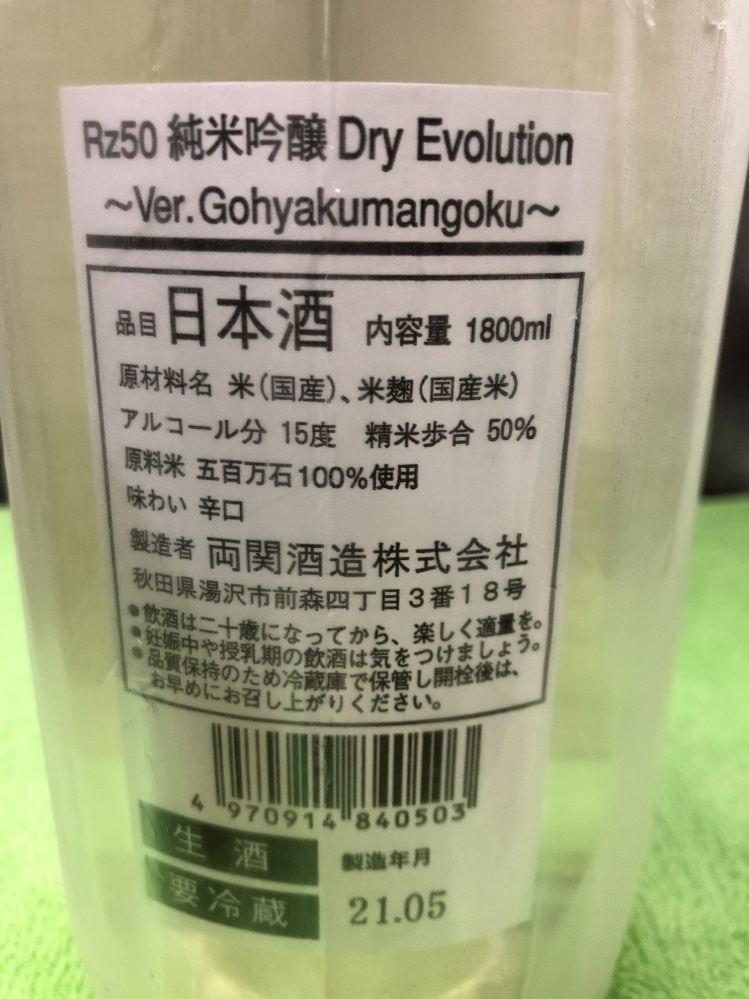 Rz50 純米吟醸 Dry Evolution
～Ver.Gohyakumangoku～
品目 日本酒 内容量 1800ml
原材料名 米（国産）、米麹（国産米）
アルコール分 15度 精米歩合 50%
原料米 五百万石100%使用
味わい 辛口
製造者 両関酒造株式会社
秋田県湯沢市前森四丁目3番18号
●飲酒は二十歳になってから、楽しく適量を。
●妊娠中や授乳期の飲酒は気をつけましょう。
●品質保持のため冷蔵庫で保管し開栓後は、
お早めにお召し上がりください。
4 970914 840503
生酒
製造年月
要冷蔵
21.05